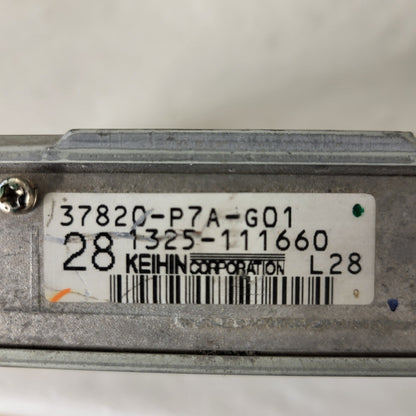 37820-P7A-G01
28 1325-111660
KEIHIN CORPORATION L28